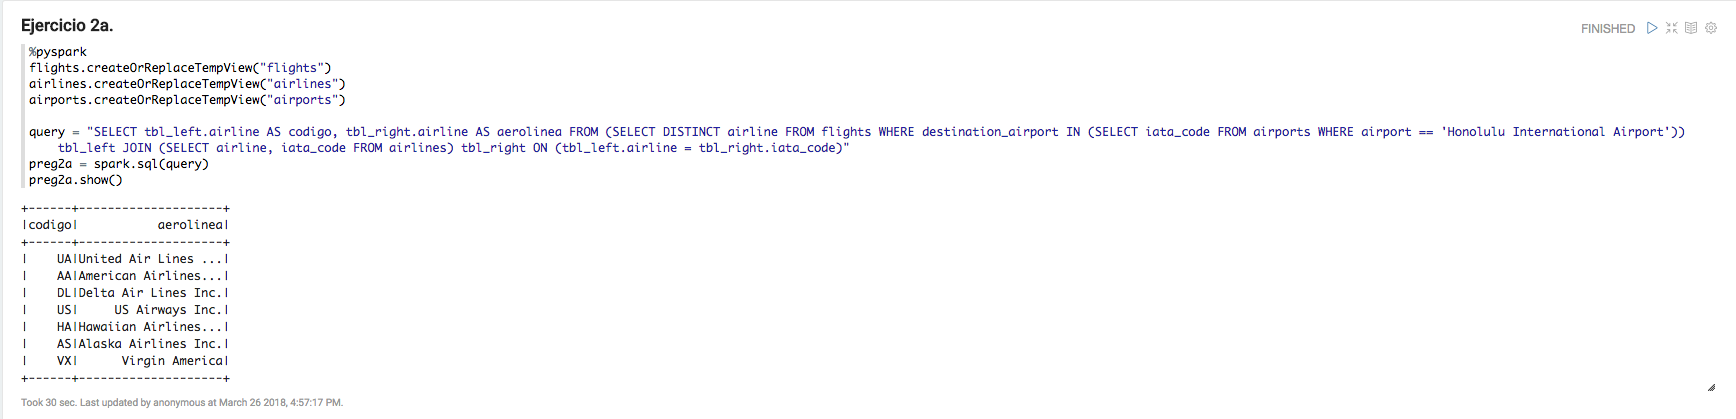 Ejercicio 2a.
FINISHED
%pyspark
flights.createOrReplaceTempView("flights")
airlines.createOrReplaceTempView("airlines")
airports.createOrReplaceTempView("airports")
query = "SELECT tbl_left.airline AS codigo, tbl_right.airline AS aerolinea FROM (SELECT DISTINCT airline FROM flights WHERE destination_airport IN (SELECT iata_code FROM airports WHERE airport == 'Honolulu International Airport'))
tbl_left JOIN (SELECT airline, iata_code FROM airlines) tbl_right ON (tbl_left.airline = tbl_right.iata_code)"
preg2a = spark.sql(query)
preg2a.show()
+------+--------------------+
|codigo|           aerolinea|
+------+--------------------+
|    UA|United Air Lines ...|
|    AA|American Airlines...|
|    DL|Delta Air Lines Inc.|
|    US|     US Airways Inc.|
|    HA|Hawaiian Airlines...|
|    AS|Alaska Airlines Inc.|
|    VX|      Virgin America|
+------+--------------------+
Took 30 sec. Last updated by anonymous at March 26 2018, 4:57:17 PM.